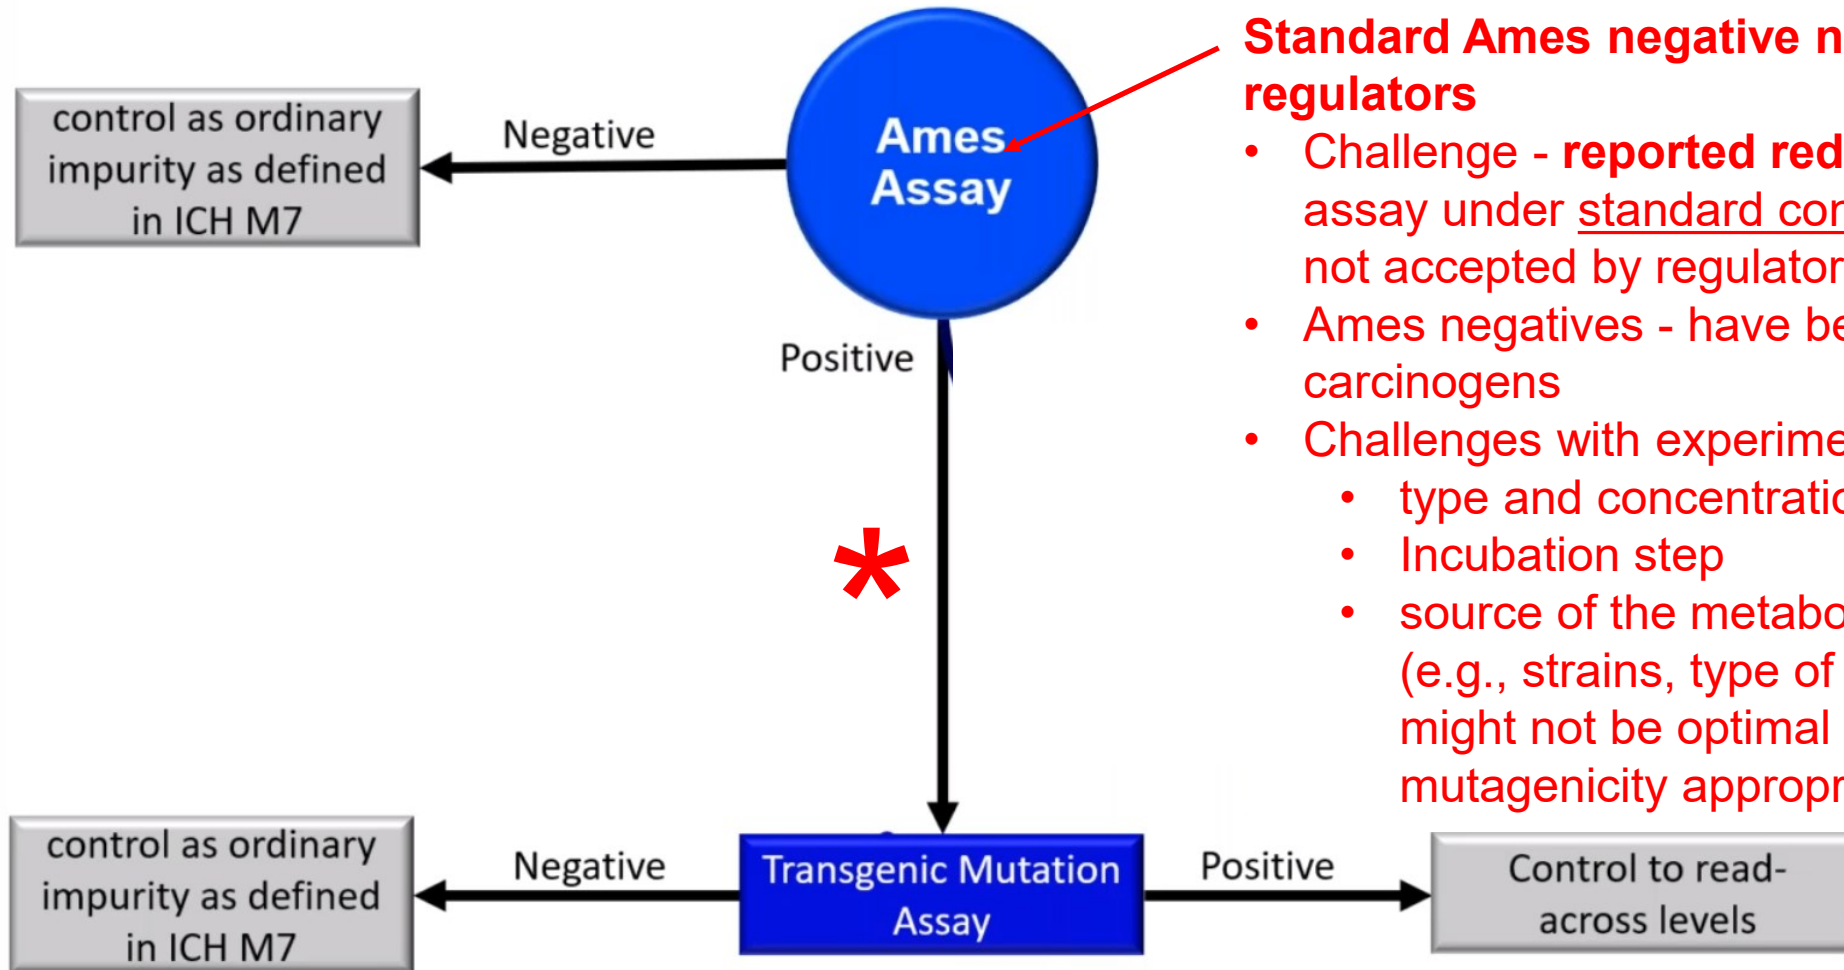 control as ordinary
impurity as defined
in ICH M7
Negative
Ames
Assay
Positive
Standard Ames negative n
regulators
• Challenge - reported red
assay under standard con
not accepted by regulator
• Ames negatives - have be
carcinogens
• Challenges with experime
• type and concentratio
• Incubation step
• source of the metabo
(e.g., strains, type of
might not be optimal
mutagenicity appropr
*
control as ordinary
impurity as defined
in ICH M7
Negative
Transgenic Mutation
Assay
Positive
Control to read-
across levels